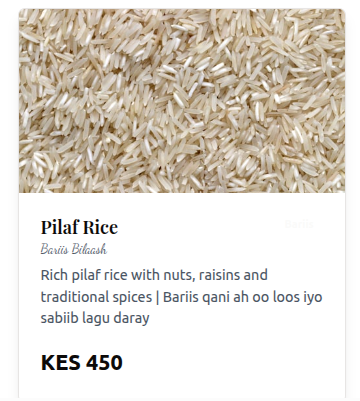 Pilaf Rice
Bariis Bilaash
Rich pilaf rice with nuts, raisins and
traditional spices | Bariis qani ah oo loos iyo
sabiib lagu daray
KES 450